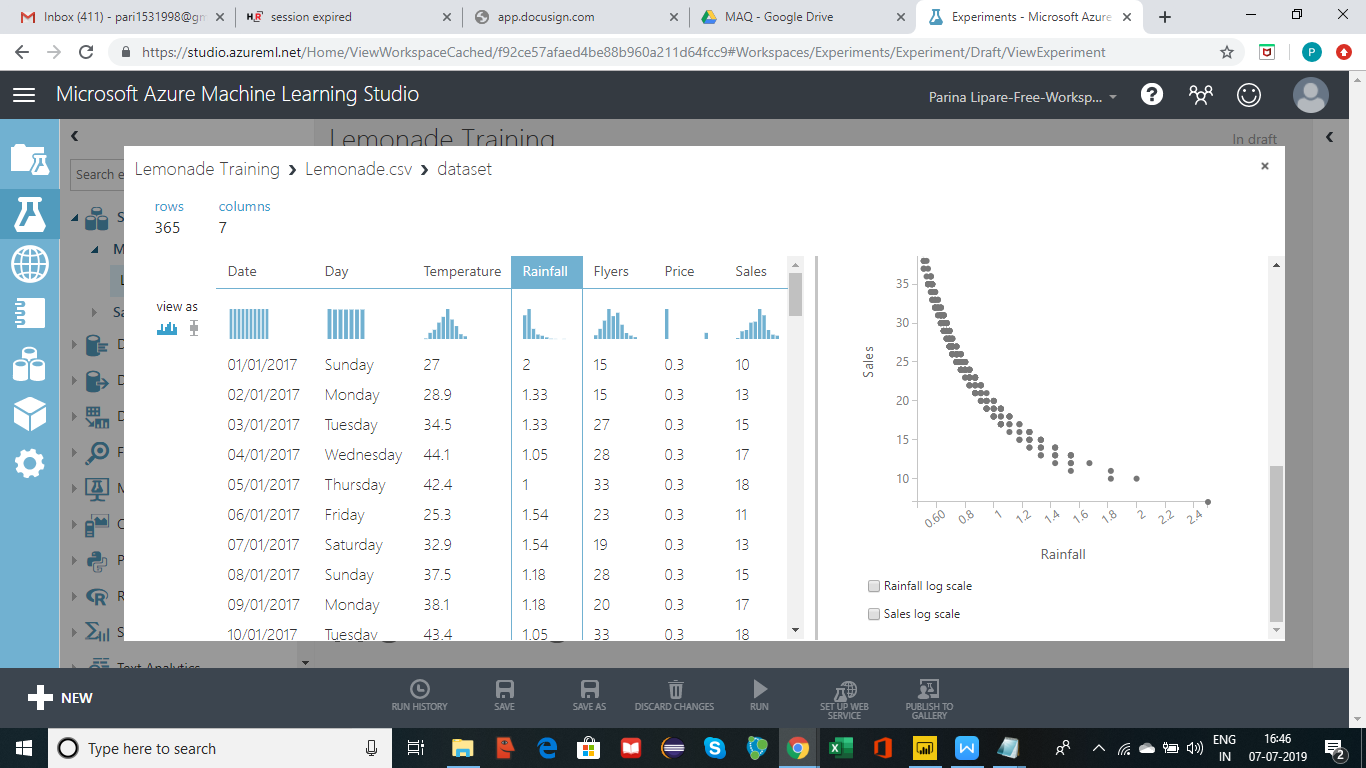 Inbox (411) - pari1531998@gm
session expired
app.docusign.com
MAQ - Google Drive
Experiments - Microsoft Azure
https://studio.azureml.net/Home/ViewWorkspaceCached/f92ce57afaed4be88b960a211d64fcc9#Workspaces/Experiments/Experiment/Draft/ViewExperiment
P
Microsoft Azure Machine Learning Studio
Parina Lipare-Free-Worksp...
Lemonade Training
In draft
Search e
Lemonade Training > Lemonade.csv > dataset
rows columns
365 7
view as
Date Day Temperature Rainfall Flyers Price Sales
01/01/2017 Sunday 27 2 15 0.3 10
02/01/2017 Monday 28.9 1.33 15 0.3 13
03/01/2017 Tuesday 34.5 1.33 27 0.3 15
04/01/2017 Wednesday 44.1 1.05 28 0.3 17
05/01/2017 Thursday 42.4 1 33 0.3 18
06/01/2017 Friday 25.3 1.54 23 0.3 11
07/01/2017 Saturday 32.9 1.54 19 0.3 13
08/01/2017 Sunday 37.5 1.18 28 0.3 15
09/01/2017 Monday 38.1 1.18 20 0.3 17
10/01/2017 Tuesday 43.4 1.05 33 0.3 18
Sales
35
30
25
20
15
10
0.60 0.8 1 1.2 1.4 1.6 1.8 2 2.2 2.4
Rainfall
Rainfall log scale
Sales log scale
Text Analytics
NEW
RUN HISTORY
SAVE
SAVE AS
DISCARD CHANGES
RUN
SET UP WEB
SERVICE
PUBLISH TO
GALLERY
Type here to search
ENG
IN
16:46
07-07-2019
2